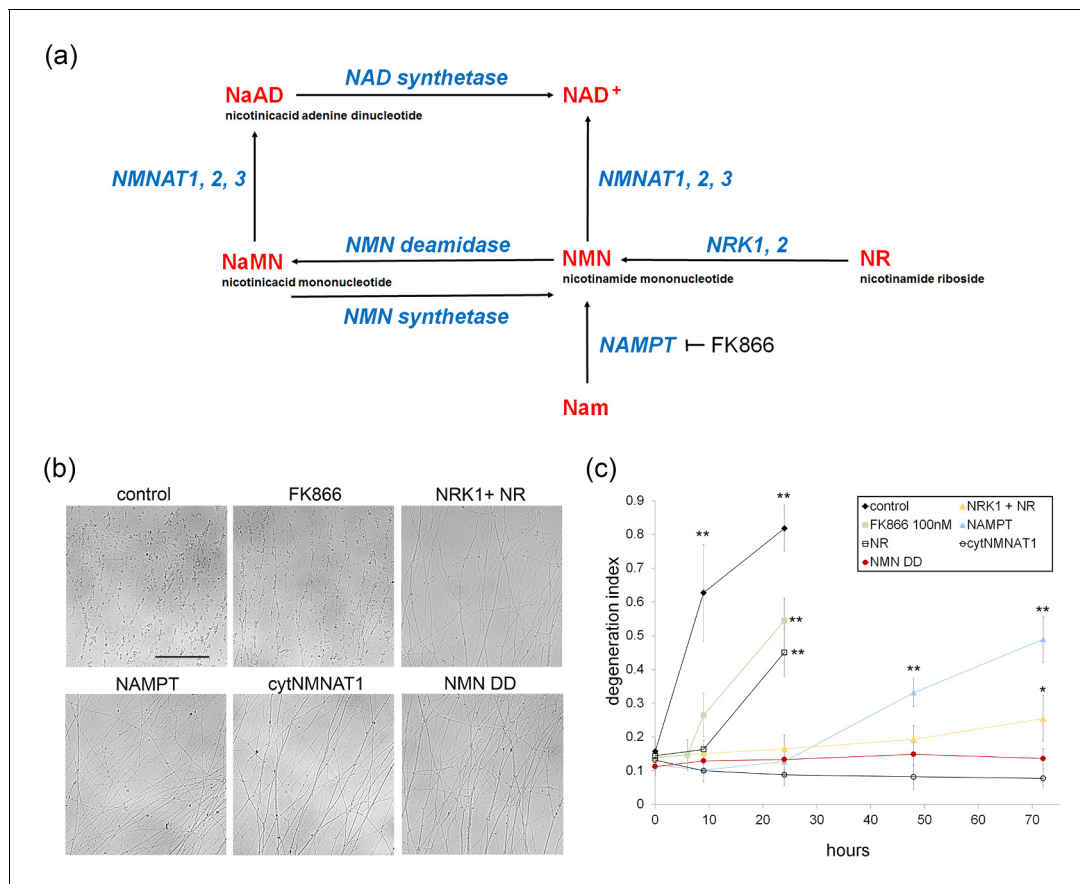 (a)
NAD synthetase
NaAD
NAD+
nicotinicacid adenine dinucleotide
NMNAT1, 2, 3
NMNAT1, 2, 3
NMN deamidase
NRK1, 2
NaMN
NMN
NR
nicotinicacid mononucleotide
nicotinamide mononucleotide
nicotinamide riboside
NMN synthetase
NAMPT
FK866
Nam
(b)
control
FK866
NRK1+ NR
NAMPT
cytNMNAT1
NMN DD
(c)
degeneration index
0.9
0.8
0.7
0.6
0.5
0.4
0.3
0.2
0.1
0
**
**
**
**
**
**
*
control
NRK1 + NR
FK866 100nM
NAMPT
NR
cytNMNAT1
NMN DD
0
10
20
30
40
50
60
70
hours